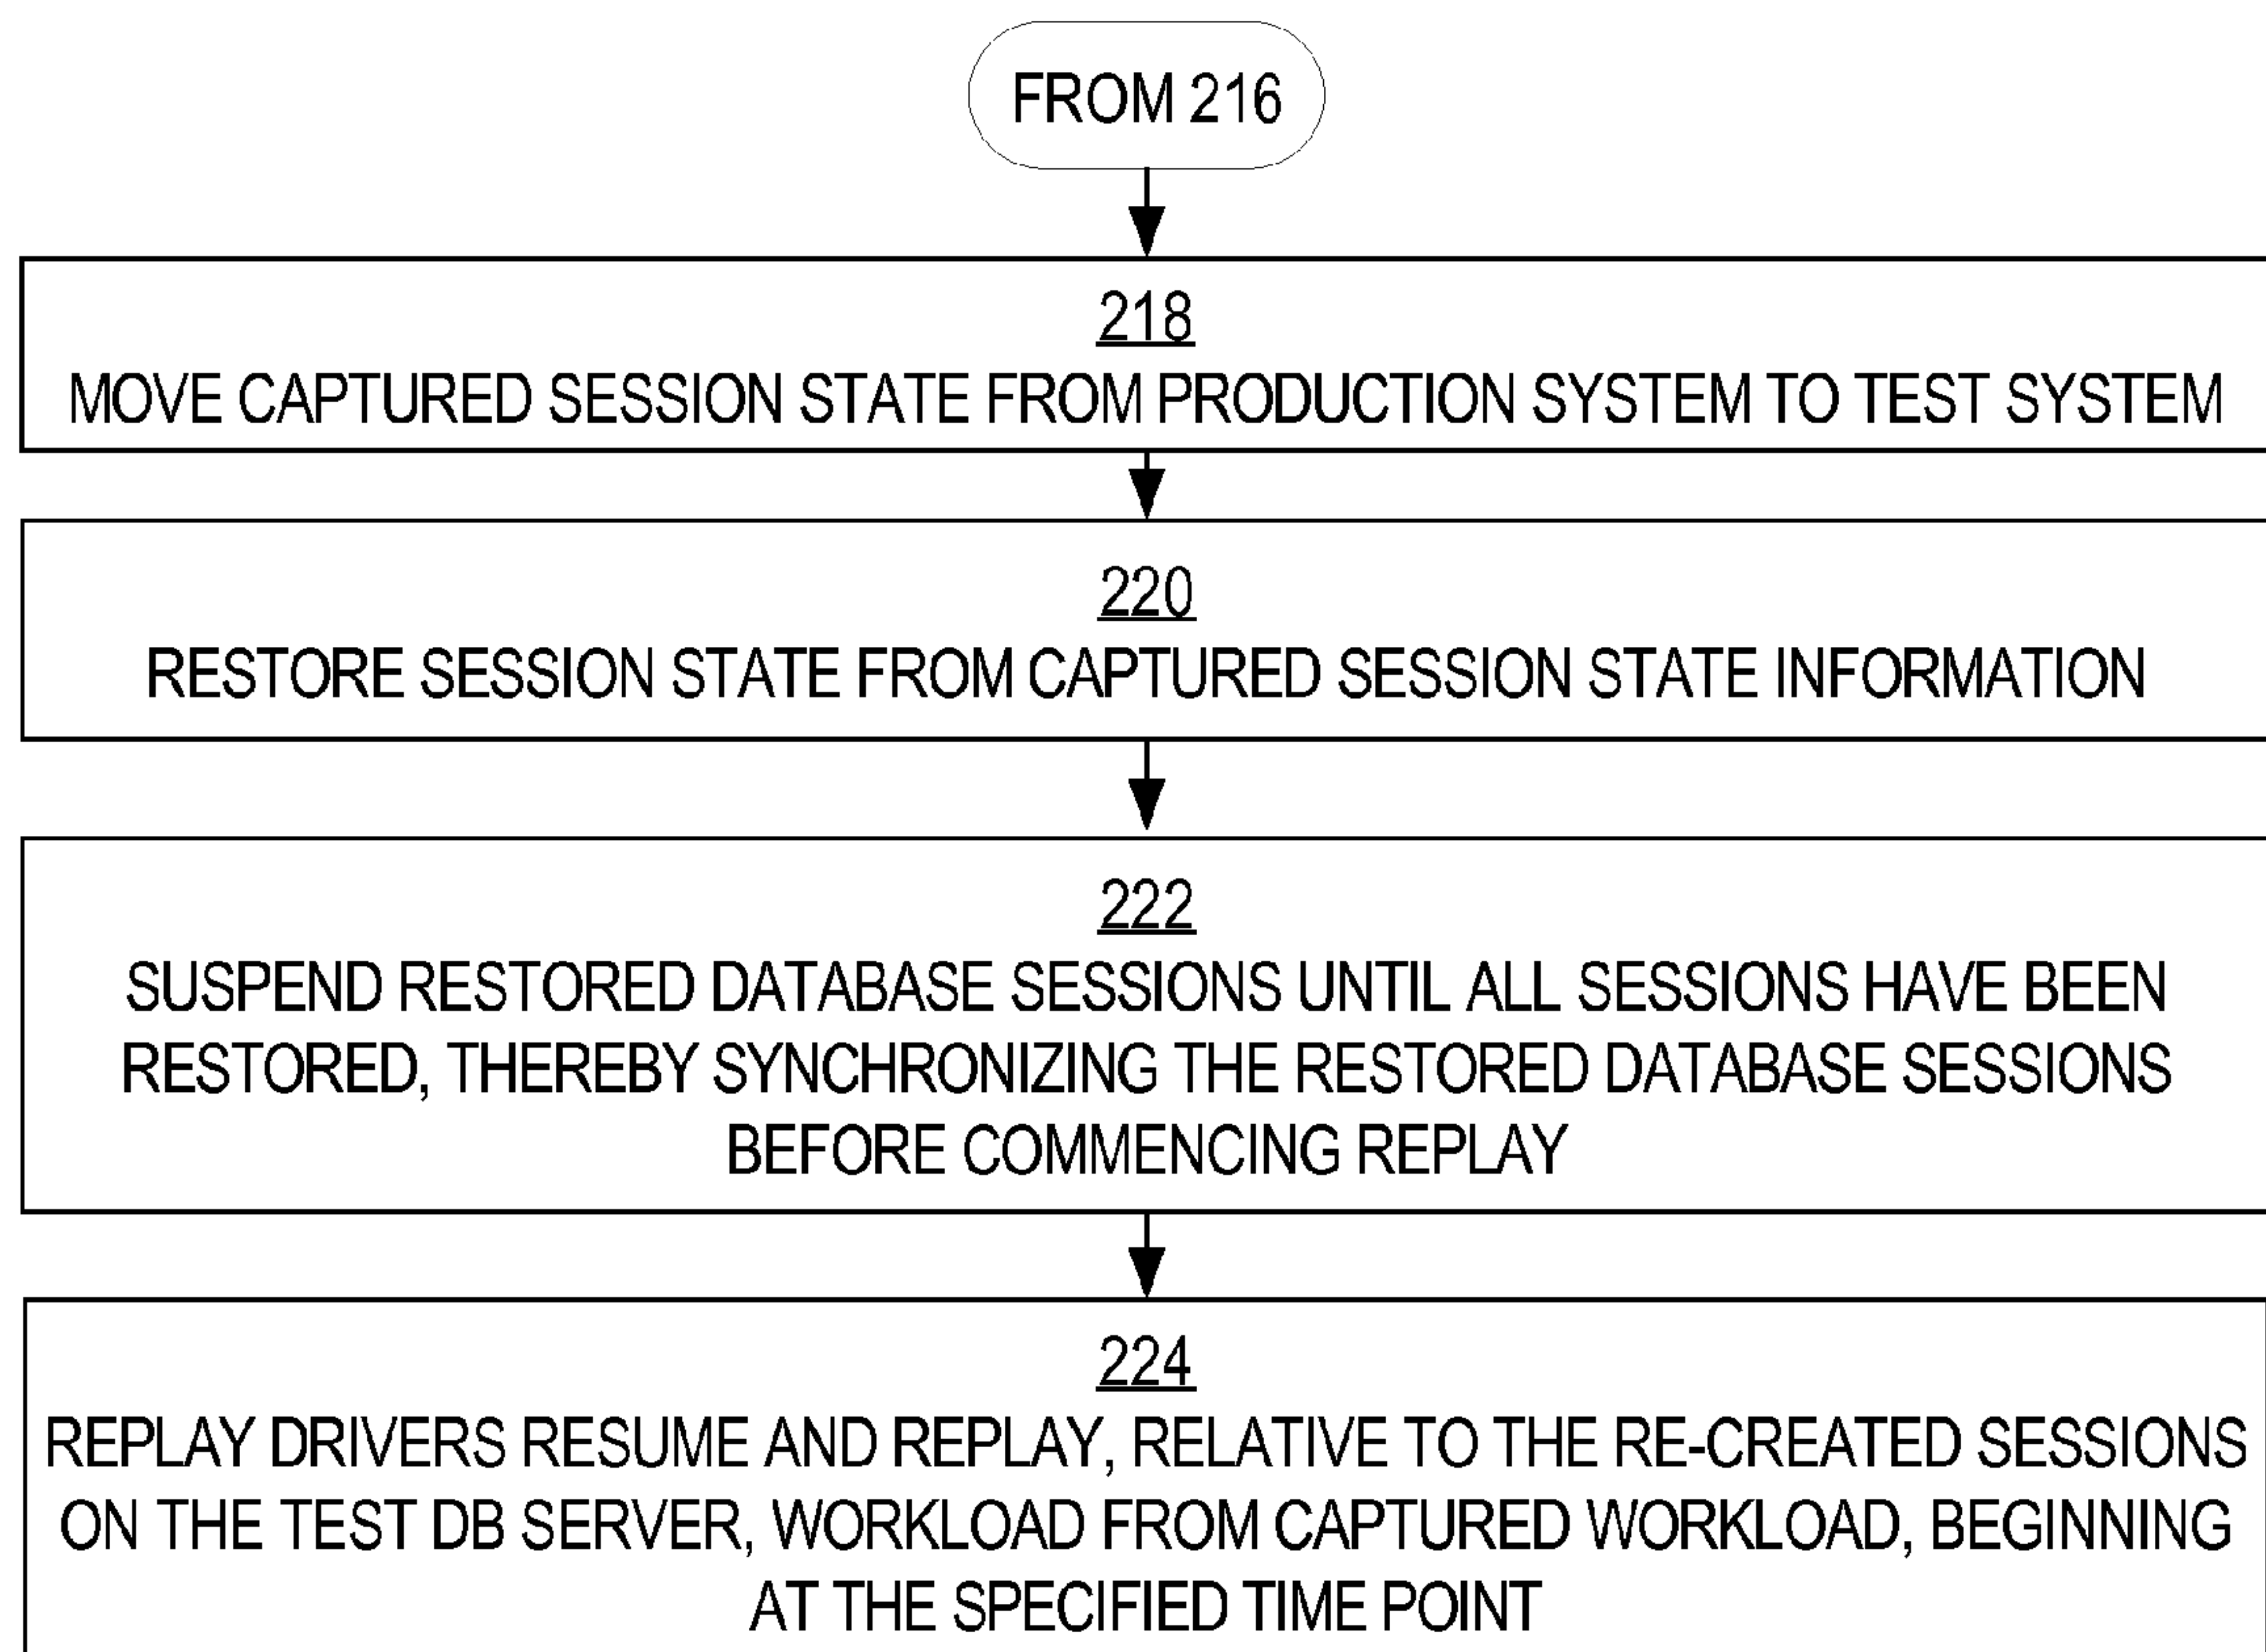 FROM 216
218
MOVE CAPTURED SESSION STATE FROM PRODUCTION SYSTEM TO TEST SYSTEM
220
RESTORE SESSION STATE FROM CAPTURED SESSION STATE INFORMATION
222
SUSPEND RESTORED DATABASE SESSIONS UNTIL ALL SESSIONS HAVE BEEN
RESTORED, THEREBY SYNCHRONIZING THE RESTORED DATABASE SESSIONS
BEFORE COMMENCING REPLAY
224
REPLAY DRIVERS RESUME AND REPLAY, RELATIVE TO THE RE-CREATED SESSIONS
ON THE TEST DB SERVER, WORKLOAD FROM CAPTURED WORKLOAD, BEGINNING
AT THE SPECIFIED TIME POINT